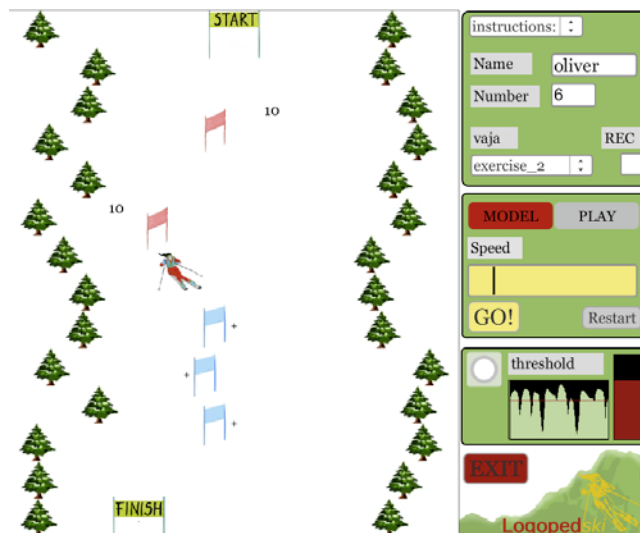 START
10
10
+
+
+
FINISH
instructions:
Name
oliver
Number
6
vaja
REC
exercise_2
MODEL
PLAY
Speed
GO!
Restart
threshold
EXIT
Logopedski